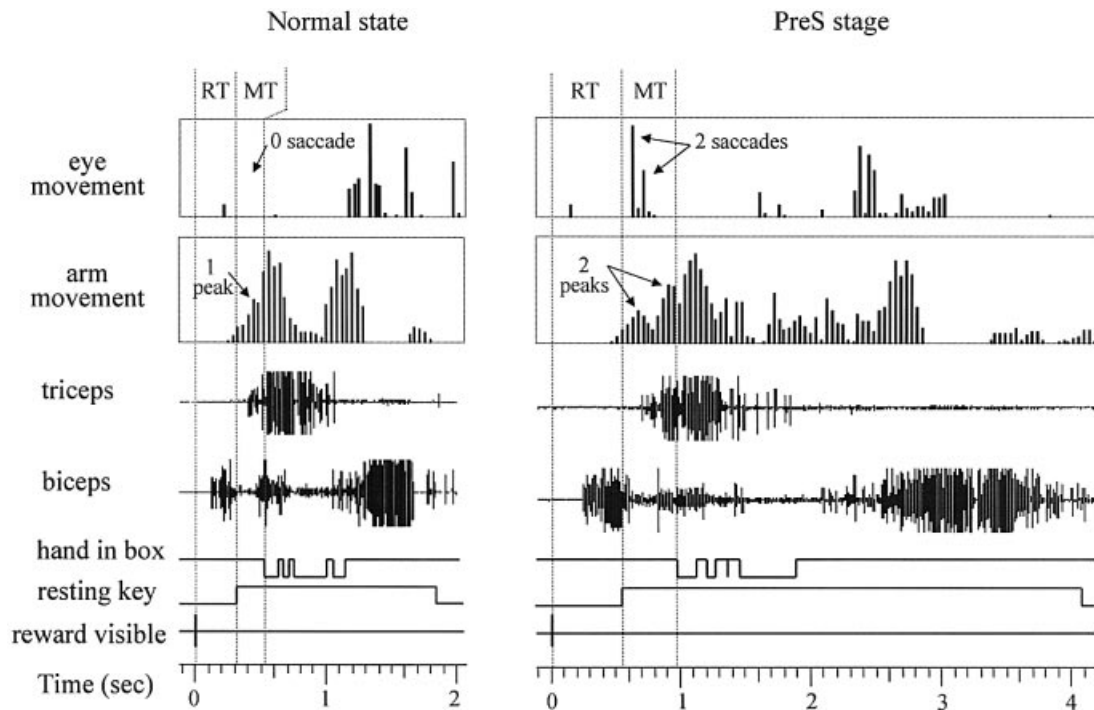 Normal state
PreS stage
RT MT
RT MT
eye
movement
0 saccade
2 saccades
arm
movement
1
peak
2
peaks
triceps
biceps
hand in box
resting key
reward visible
Time (sec)
0 1 2
0 1 2 3 4